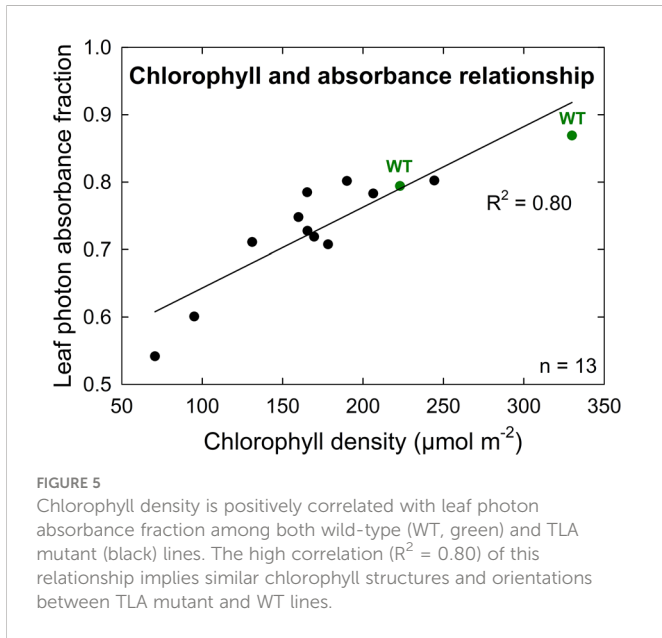 Chlorophyll and absorbance relationship
Leaf photon absorbance fraction
1.0
0.9
0.8
0.7
0.6
0.5
WT
WT
R² = 0.80
n = 13
50
100
150
200
250
300
350
Chlorophyll density (µmol m⁻²)
FIGURE 5
Chlorophyll density is positively correlated with leaf photon
absorbance fraction among both wild-type (WT, green) and TLA
mutant (black) lines. The high correlation (R² = 0.80) of this
relationship implies similar chlorophyll structures and orientations
between TLA mutant and WT lines.